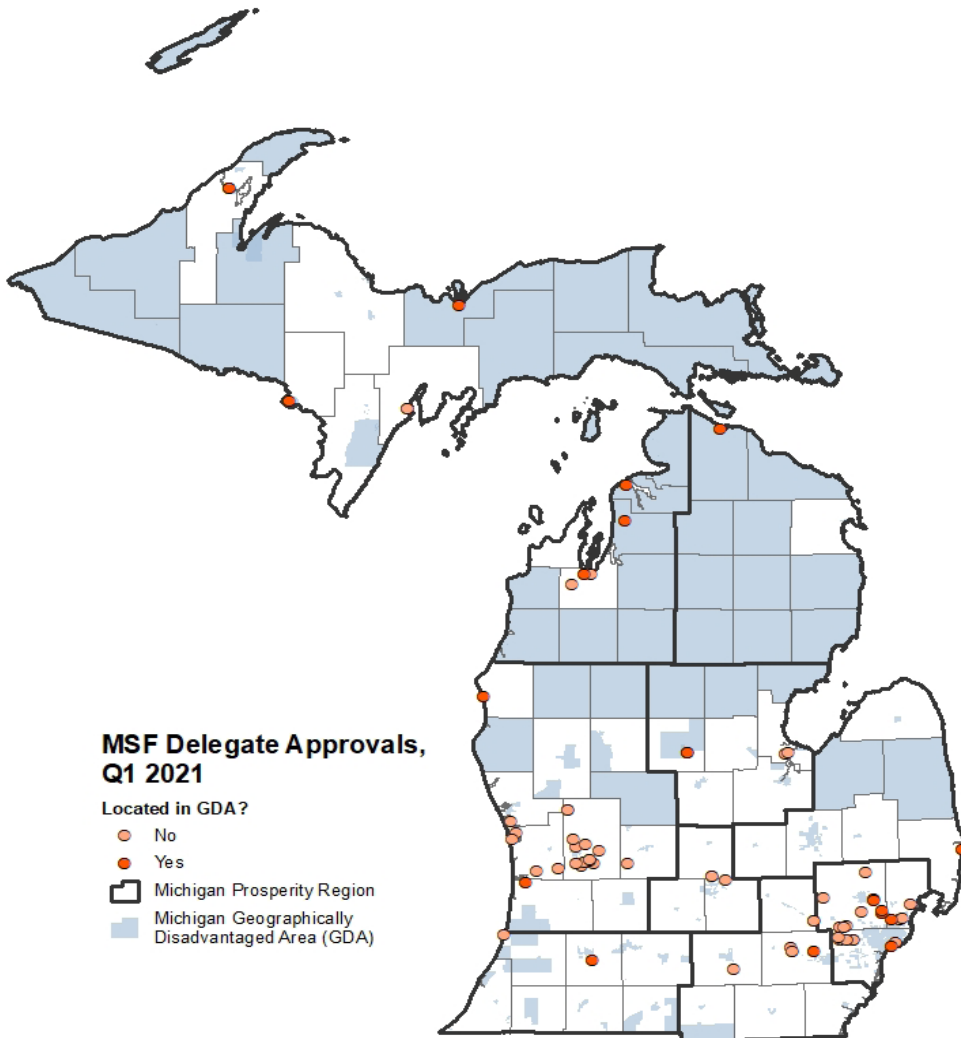 MSF Delegate Approvals,
Q1 2021
Located in GDA?
No
Yes
Michigan Prosperity Region
Michigan Geographically
Disadvantaged Area (GDA)